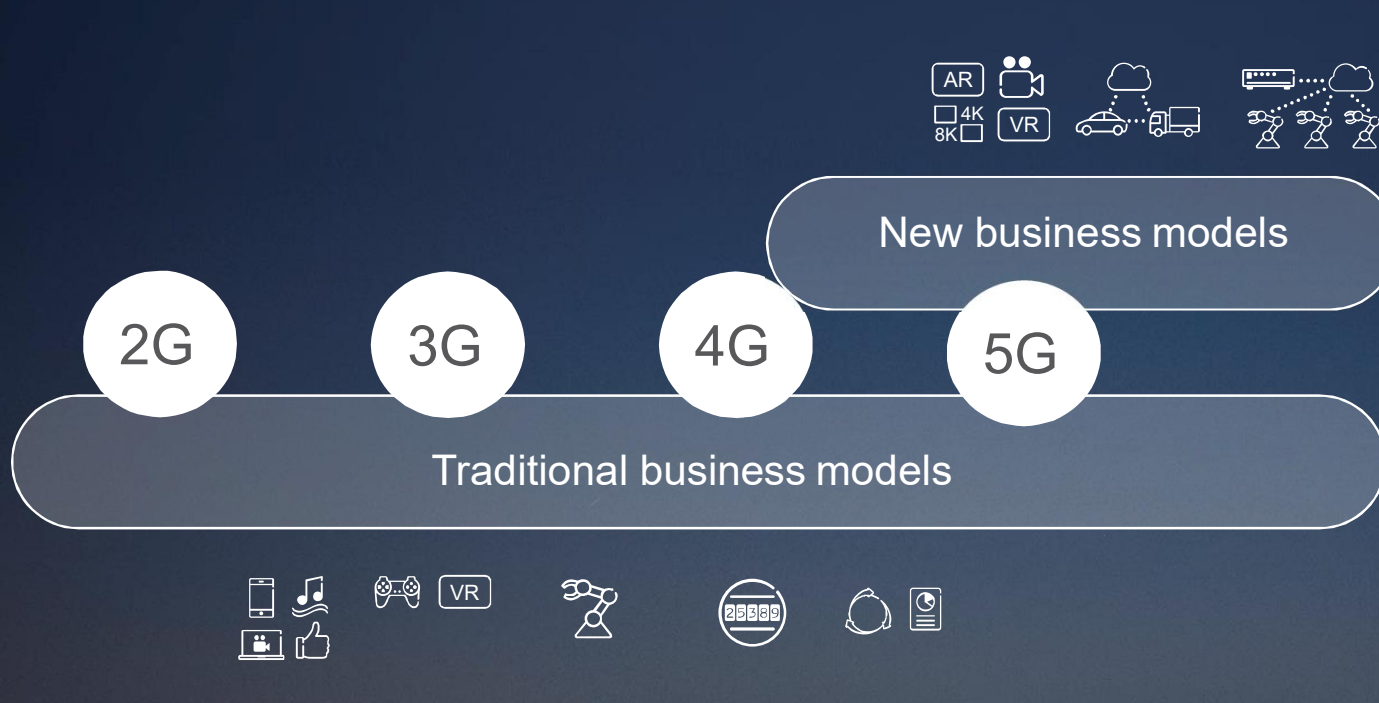 AR
4K
8K
VR
New business models
2G
3G
4G
5G
Traditional business models
VR
25389